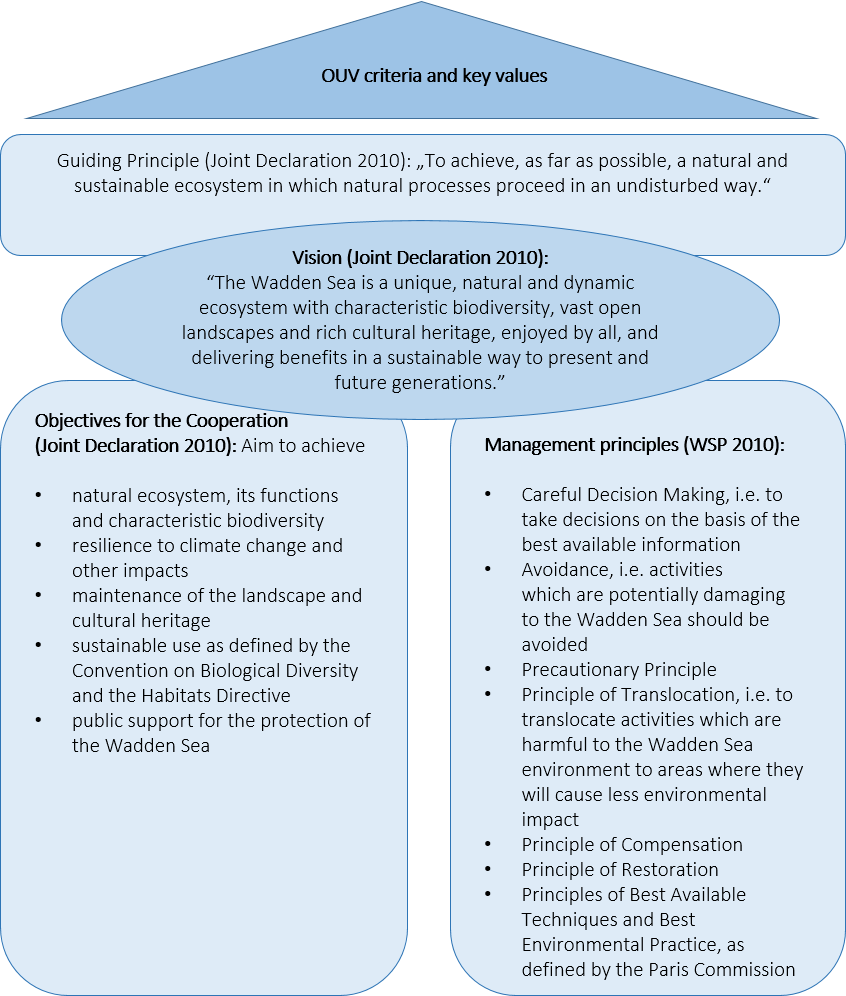 OUV criteria and key values
Guiding Principle (Joint Declaration 2010): „To achieve, as far as possible, a natural and
sustainable ecosystem in which natural processes proceed in an undisturbed way.“
Vision (Joint Declaration 2010):
“The Wadden Sea is a unique, natural and dynamic
ecosystem with characteristic biodiversity, vast open
landscapes and rich cultural heritage, enjoyed by all, and
delivering benefits in a sustainable way to present and
future generations.”
Objectives for the Cooperation
(Joint Declaration 2010): Aim to achieve
• natural ecosystem, its functions
and characteristic biodiversity
• resilience to climate change and
other impacts
• maintenance of the landscape and
cultural heritage
• sustainable use as defined by the
Convention on Biological Diversity
and the Habitats Directive
• public support for the protection of
the Wadden Sea
Management principles (WSP 2010):
• Careful Decision Making, i.e. to
take decisions on the basis of the
best available information
• Avoidance, i.e. activities
which are potentially damaging
to the Wadden Sea should be
avoided
• Precautionary Principle
• Principle of Translocation, i.e. to
translocate activities which are
harmful to the Wadden Sea
environment to areas where they
will cause less environmental
impact
• Principle of Compensation
• Principle of Restoration
• Principles of Best Available
Techniques and Best
Environmental Practice, as
defined by the Paris Commission